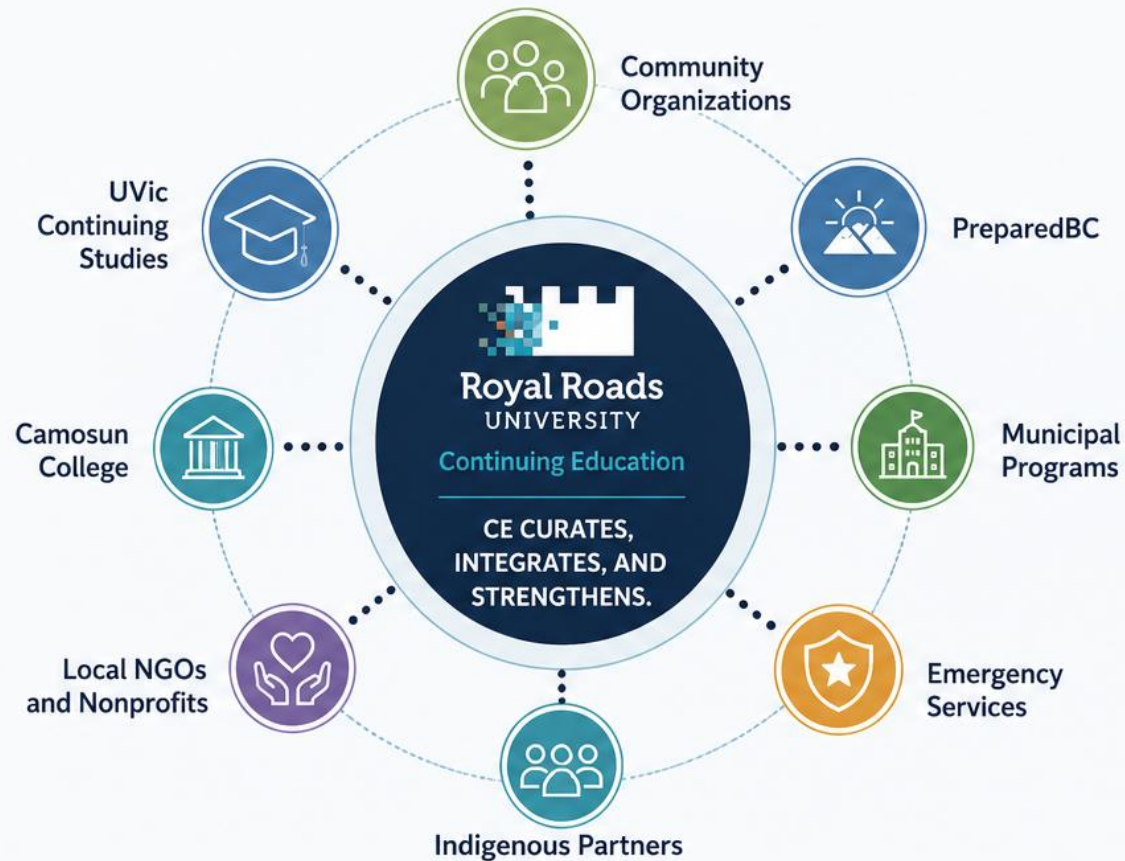 Community
Organizations
UVic
Continuing
Studies
PreparedBC
Royal Roads
UNIVERSITY
Continuing Education
CE CURATES,
INTEGRATES, AND
STRENGTHENS.
Camosun
College
Municipal
Programs
Local NGOs
and Nonprofits
Emergency
Services
Indigenous Partners